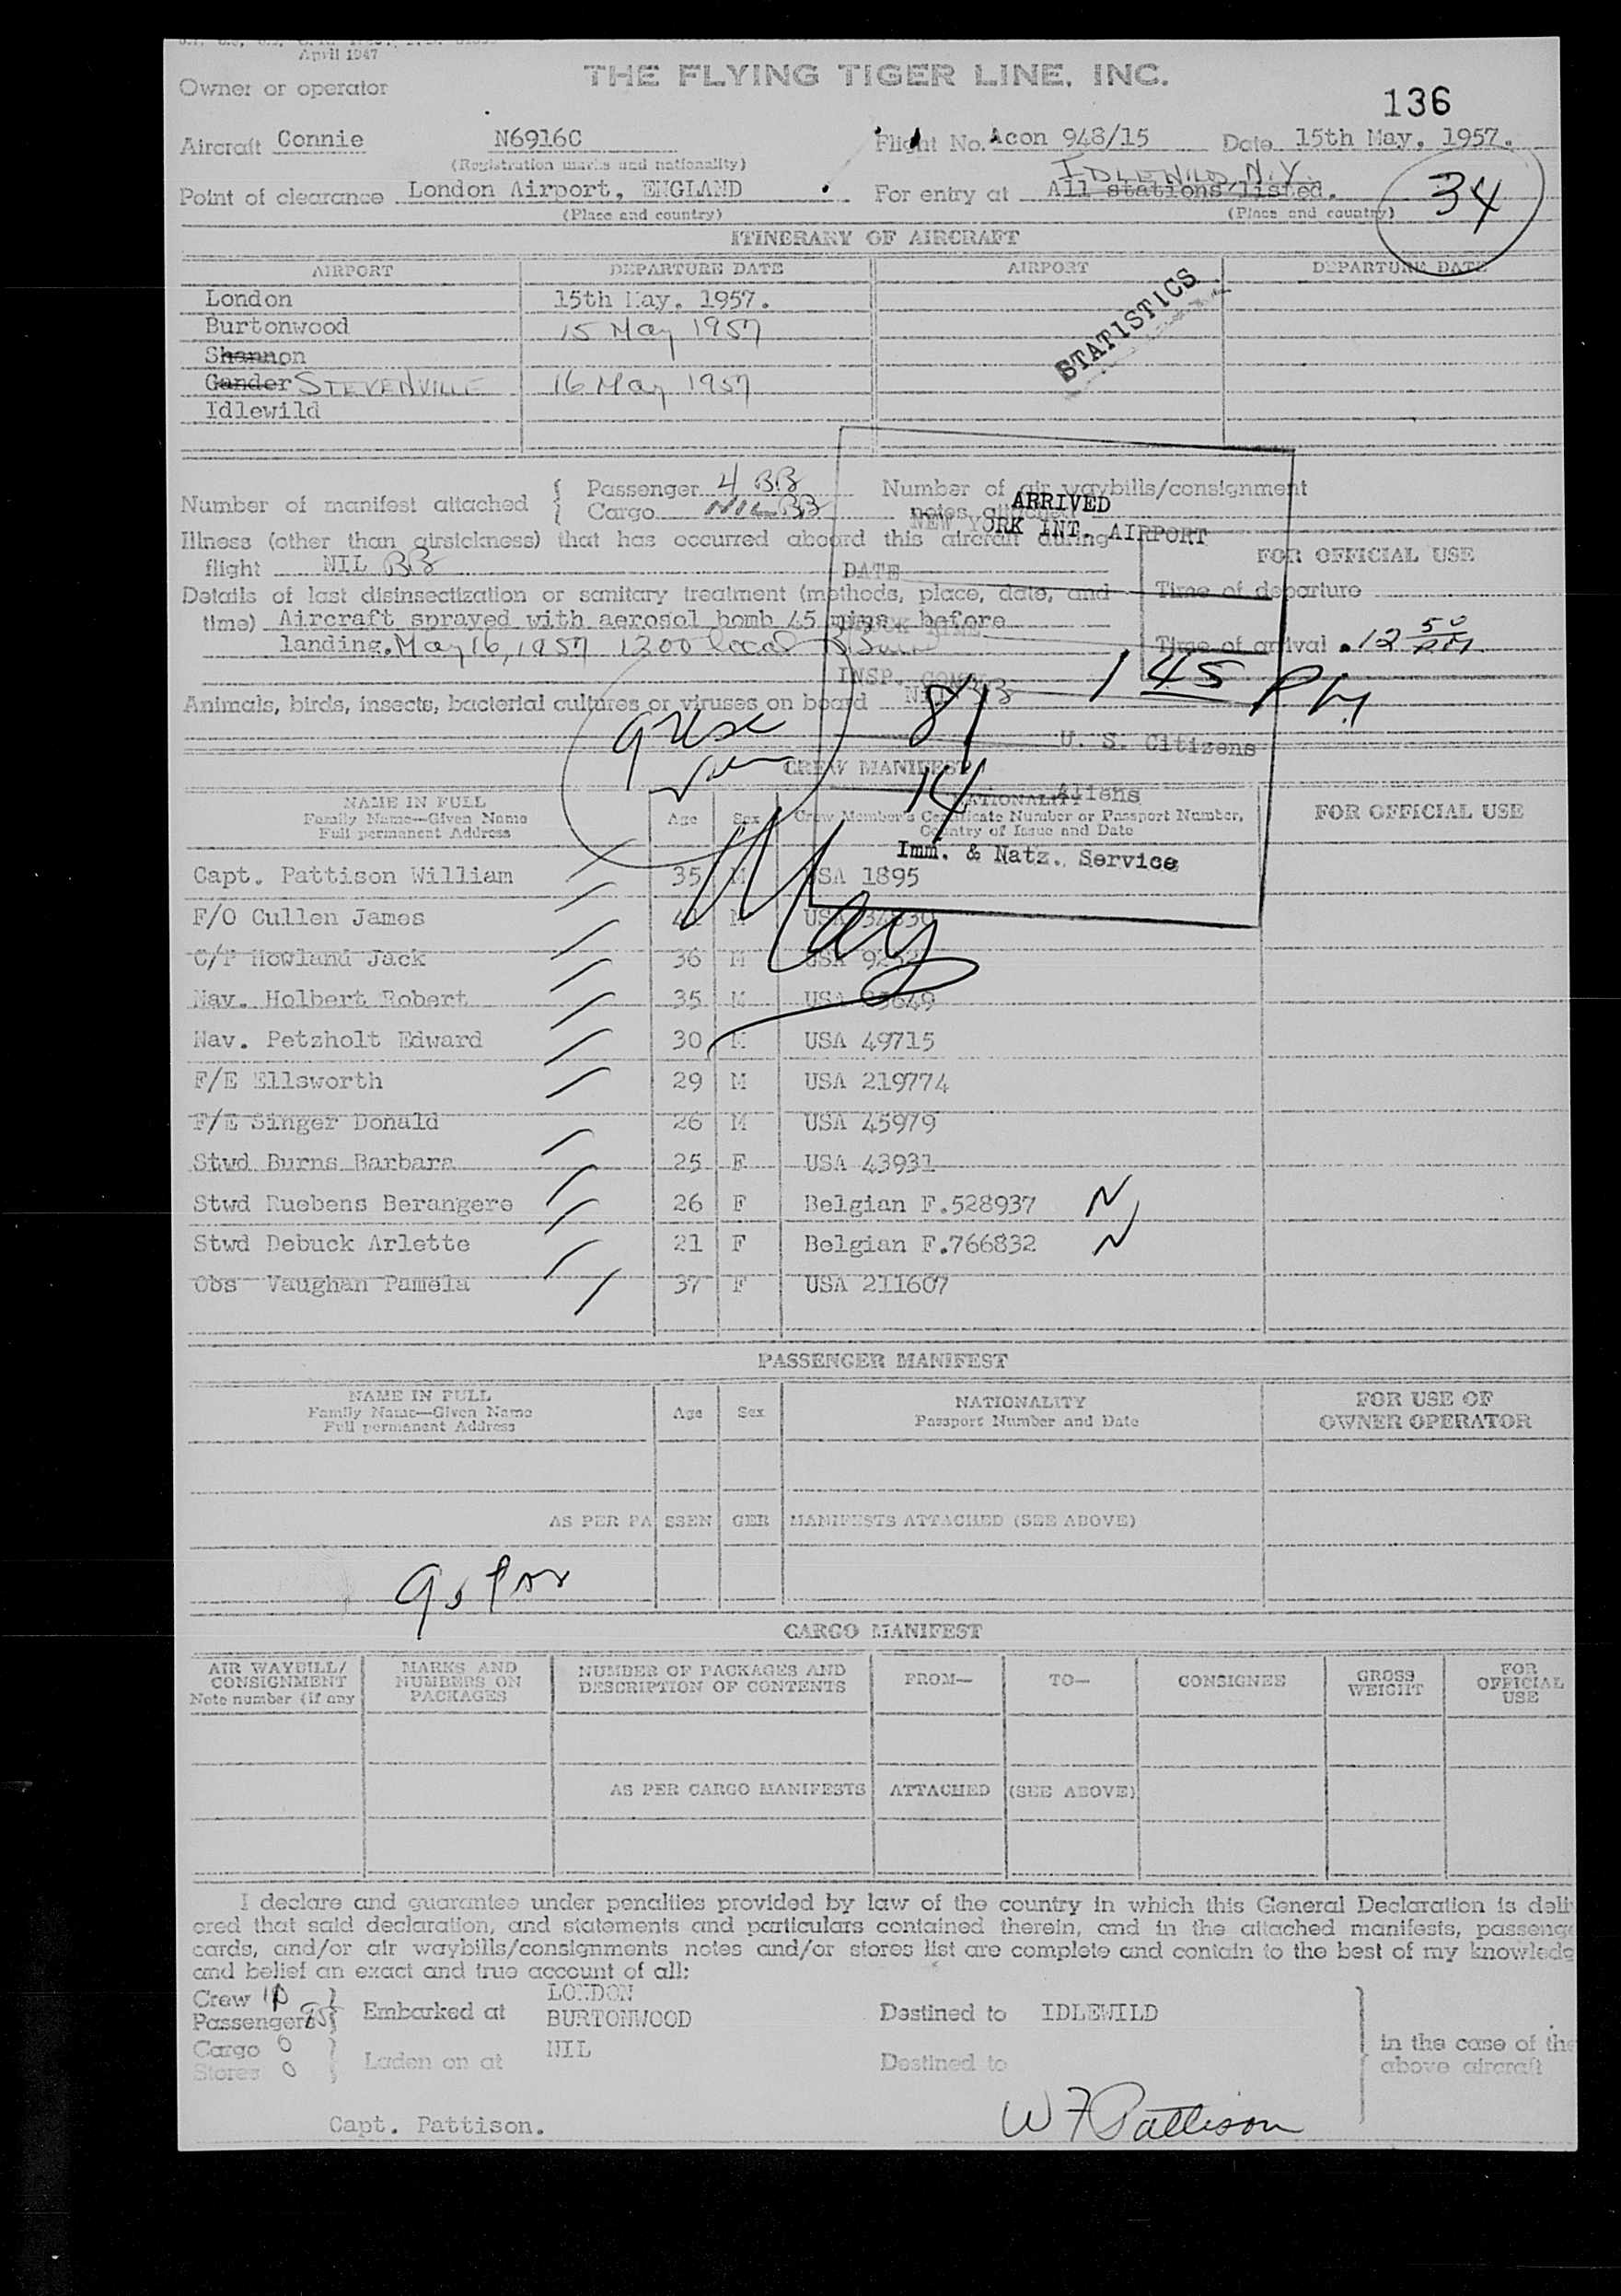 April 1947
THE FLYING TIGER LINE, INC.
Owner or operator
136
Aircraft Connie N6916C Flight No. Acon 948/15 Date 15th May, 1957.
(Registration marks and nationality)
IDLEWILD, N.Y.
Point of clearance London Airport, ENGLAND For entry at All stations listed.
34
(Place and country) (Place and country)
ITINERARY OF AIRCRAFT
AIRPORT DEPARTURE DATE AIRPORT DEPARTURE DATE
London 15th May. 1957.
Burtonwood 15 May 1957
STATISTICS
Shannon
Gander STEVENVILLE 16 May 1957
Idlewild
Number of manifest attached { Passenger 4 BB Number of air waybills/consignment
Cargo NIL BB notes attached
ARRIVED
NEW YORK INT. AIRPORT
Illness (other than airsickness) that has occurred aboard this aircraft during
flight NIL BB
FOR OFFICIAL USE
DATE
Details of last disinsectization or sanitary treatment (methods, place, date, and
Time of departure
time) Aircraft sprayed with aerosol bomb 45 mins. before
landing. May 16, 1957 1200 local
Time of arrival 12 50 PM
1 45 PM
INSP.
Animals, birds, insects, bacterial cultures or viruses on board NIL BB
81 U. S. Citizens
CREW MANIFEST
14 Aliens
NAME IN FULL
Family Name—Given Name
Full permanent Address
Age Sex
NATIONALITY
Crew Member's Certificate Number or Passport Number,
Country of Issue and Date
FOR OFFICIAL USE
Imm. & Natz. Service
Capt. Pattison William 35 M USA 1895
F/O Cullen James M USA
C/P Howland Jack 36 M USA
Nav. Holbert Robert 35 M USA
Nav. Petzholt Edward 30 M USA 49715
F/E Ellsworth 29 M USA 219774
F/E Singer Donald 26 M USA 45979
Stwd Burns Barbara 25 F USA 43931
Stwd Ruebens Berangere 26 F Belgian F.528937 N
Stwd Debuck Arlette 21 F Belgian F.766832 N
Obs Vaughan Pamela 37 F USA 211607
PASSENGER MANIFEST
NAME IN FULL
Family Name—Given Name
Full permanent Address
Age Sex
NATIONALITY
Passport Number and Date
FOR USE OF
OWNER OPERATOR
AS PER PASSENGER MANIFESTS ATTACHED (SEE ABOVE)
CARGO MANIFEST
AIR WAYBILL/
CONSIGNMENT
Note number (if any
MARKS AND
NUMBERS ON
PACKAGES
NUMBER OF PACKAGES AND
DESCRIPTION OF CONTENTS
FROM— TO— CONSIGNEE
GROSS
WEIGHT
FOR
OFFICIAL
USE
AS PER CARGO MANIFESTS ATTACHED (SEE ABOVE)
I declare and guarantee under penalties provided by law of the country in which this General Declaration is deliv
ered that said declaration, and statements and particulars contained therein, and in the attached manifests, passenge
cards, and/or air waybills/consignments notes and/or stores list are complete and contain to the best of my knowledg
and belief an exact and true account of all:
Crew LONDON
Passengers 95 Embarked at BURTONWOOD Destined to IDLEWILD
Cargo 0 NIL in the case of the
Stores 0 Laden on at Destined to above aircraft
Capt. Pattison. W F Pattison